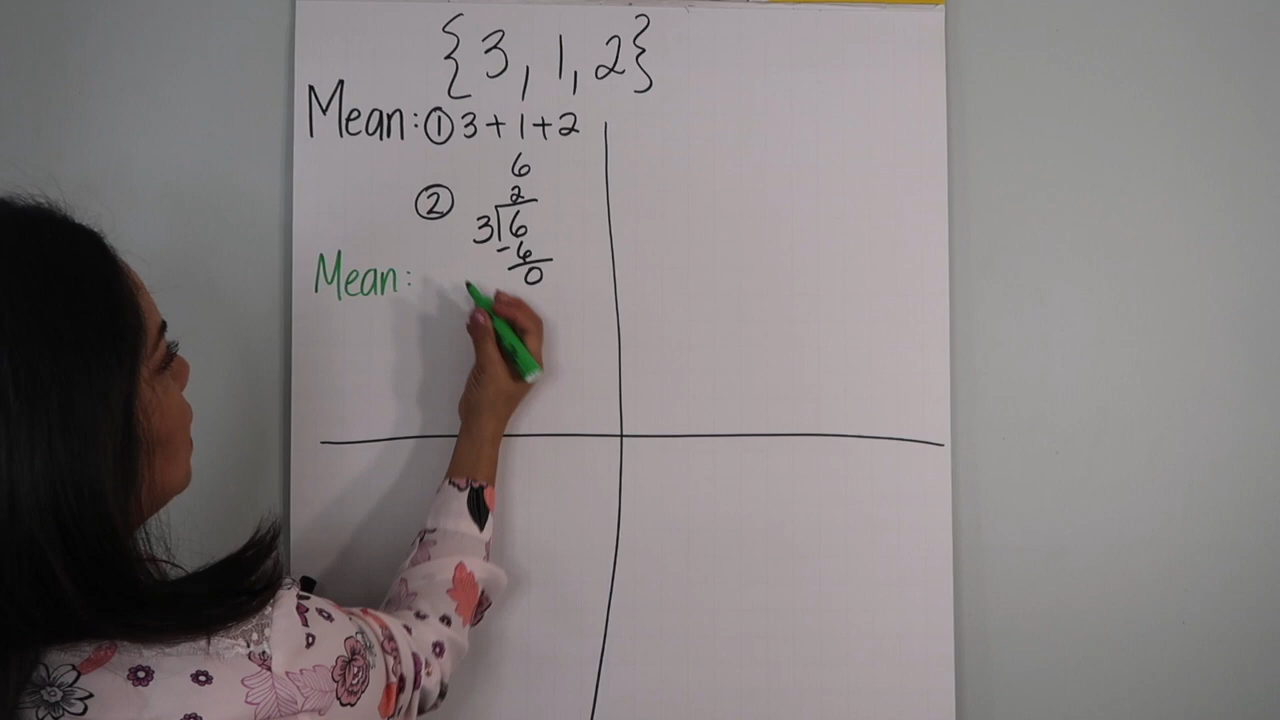 {3, 1, 2}
Mean: ① 3 + 1 + 2
6
2
② 3 6
-6
0
Mean: